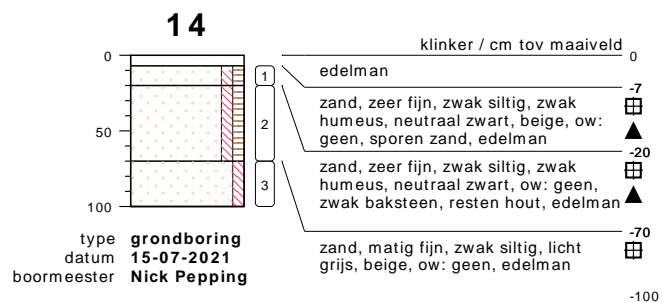 14
klinker / cm tov maaiveld
0
0
edelman
-7
1
zand, zeer fijn, zwak siltig, zwak
humeus, neutraal zwart, beige, ow:
geen, sporen zand, edelman
50
2
-20
zand, zeer fijn, zwak siltig, zwak
humeus, neutraal zwart, ow: geen,
zwak baksteen, resten hout, edelman
3
100
-70
zand, matig fijn, zwak siltig, licht
grijs, beige, ow: geen, edelman
-100
type grondboring
datum 15-07-2021
boormeester Nick Pepping